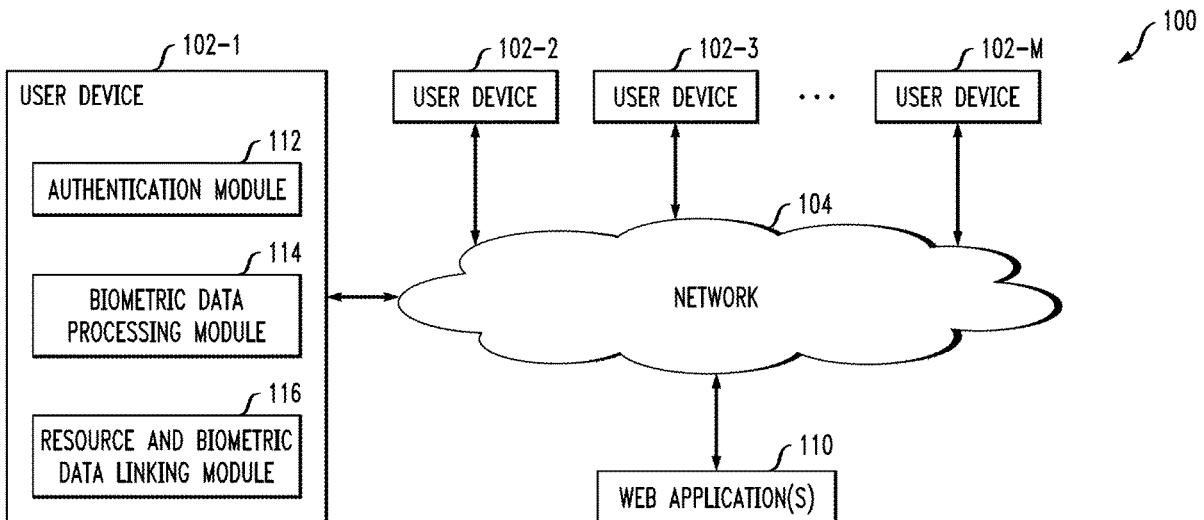 100
102-1
102-2
102-3
102-M
USER DEVICE
USER DEVICE
USER DEVICE
...
USER DEVICE
112
AUTHENTICATION MODULE
114
BIOMETRIC DATA
PROCESSING MODULE
116
RESOURCE AND BIOMETRIC
DATA LINKING MODULE
104
NETWORK
110
WEB APPLICATION(S)